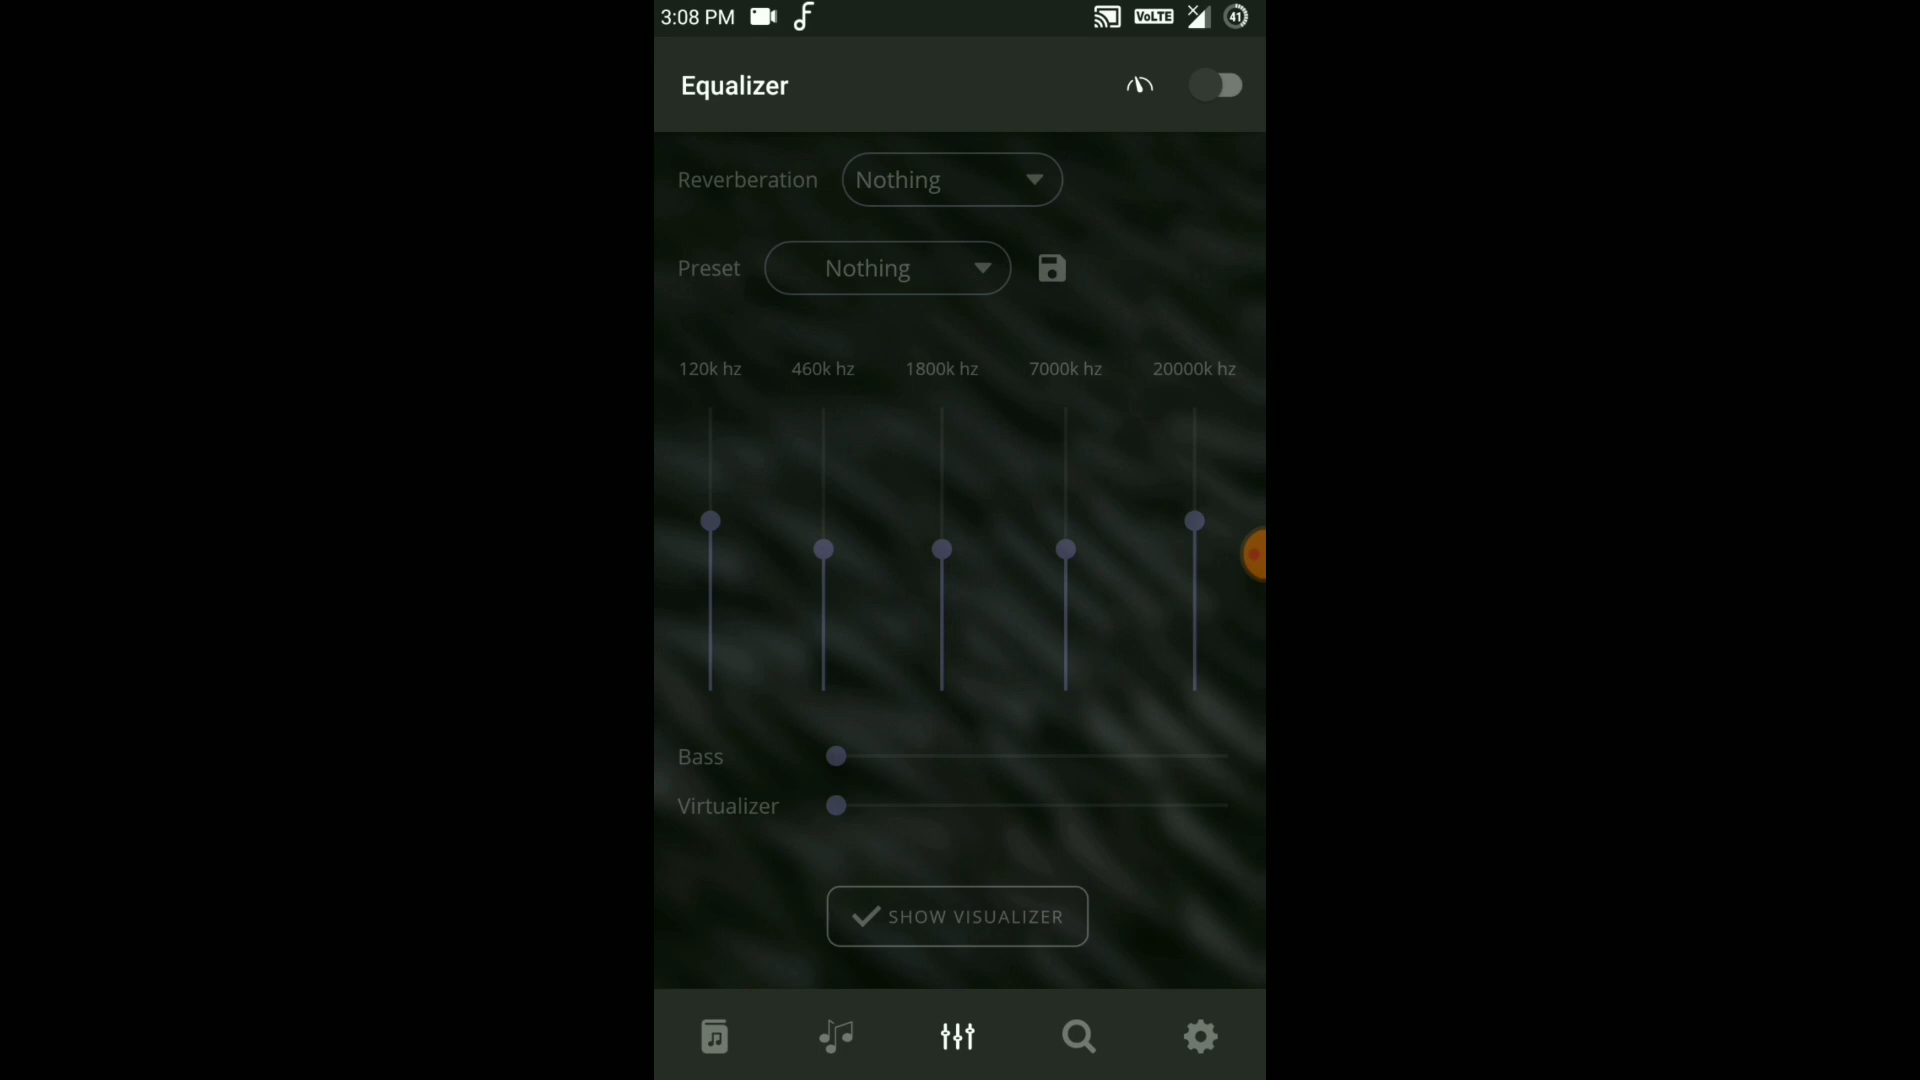 3:08 PM VoLTE 41
Equalizer
Reverberation Nothing
Preset Nothing
120k hz 460k hz 1800k hz 7000k hz 20000k hz
Bass
Virtualizer
SHOW VISUALIZER